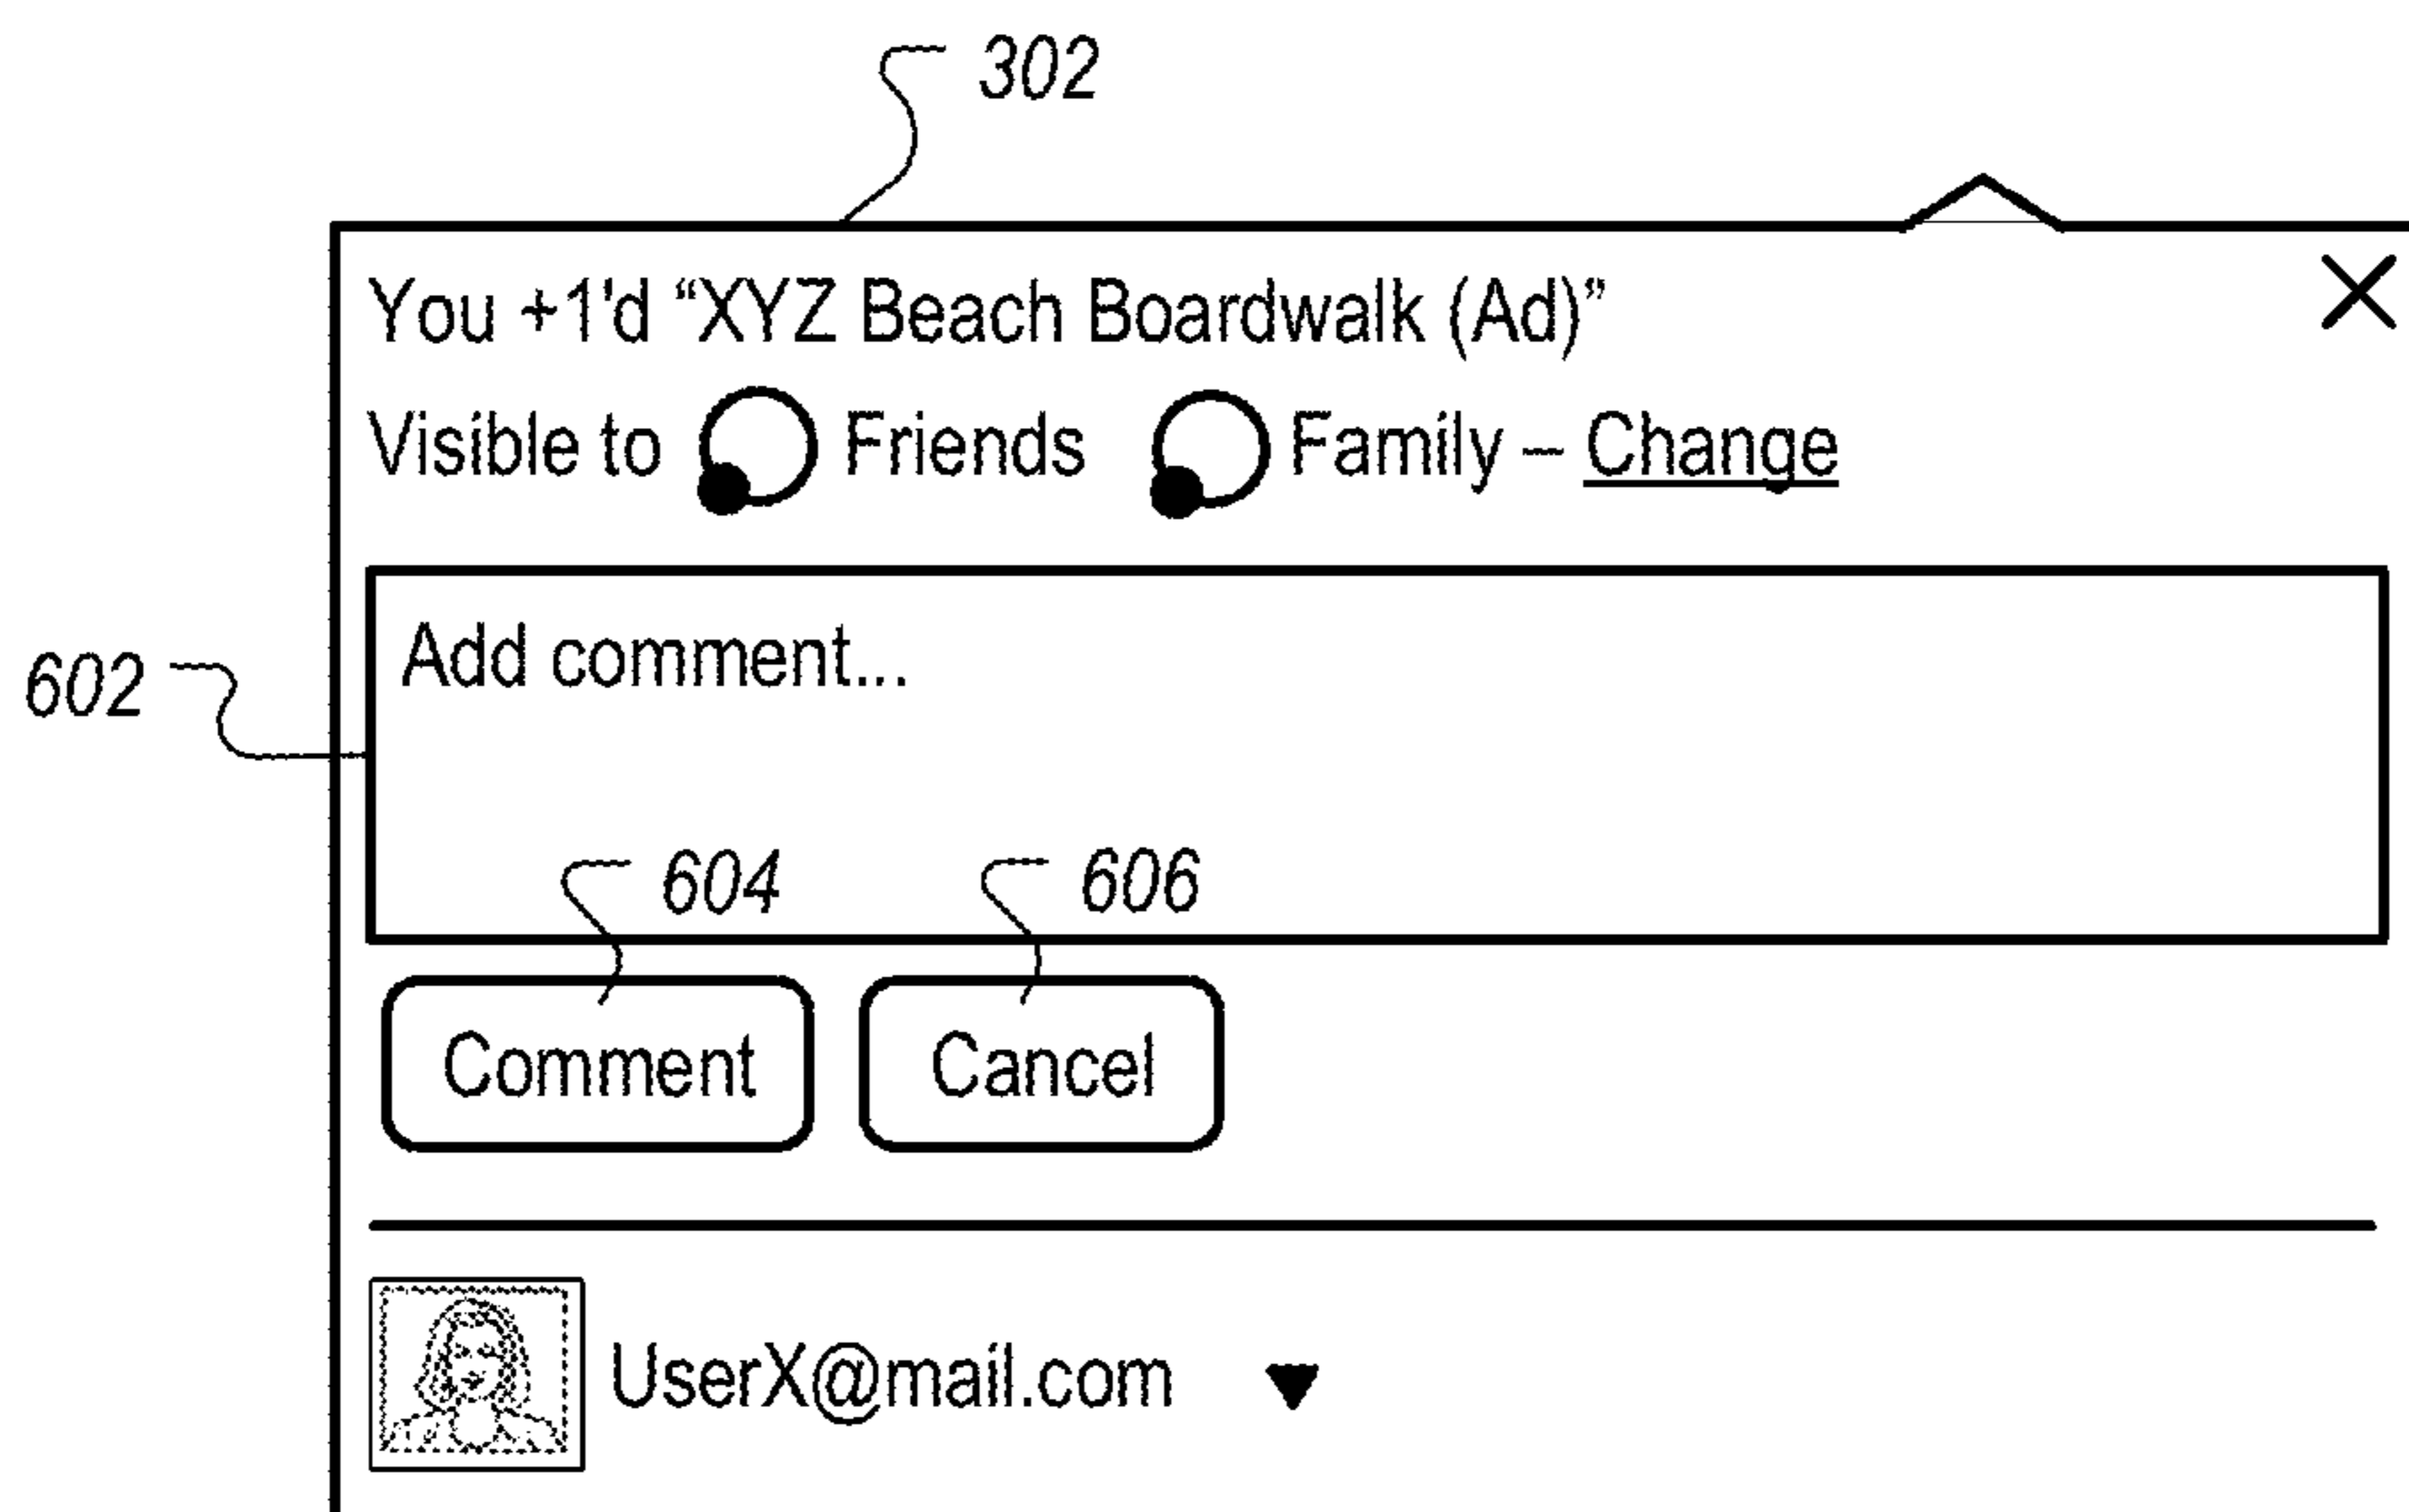 302
You +1'd “XYZ Beach Boardwalk (Ad)”
Visible to Friends Family – Change
Add comment...
602
604 606
Comment Cancel
UserX@mail.com